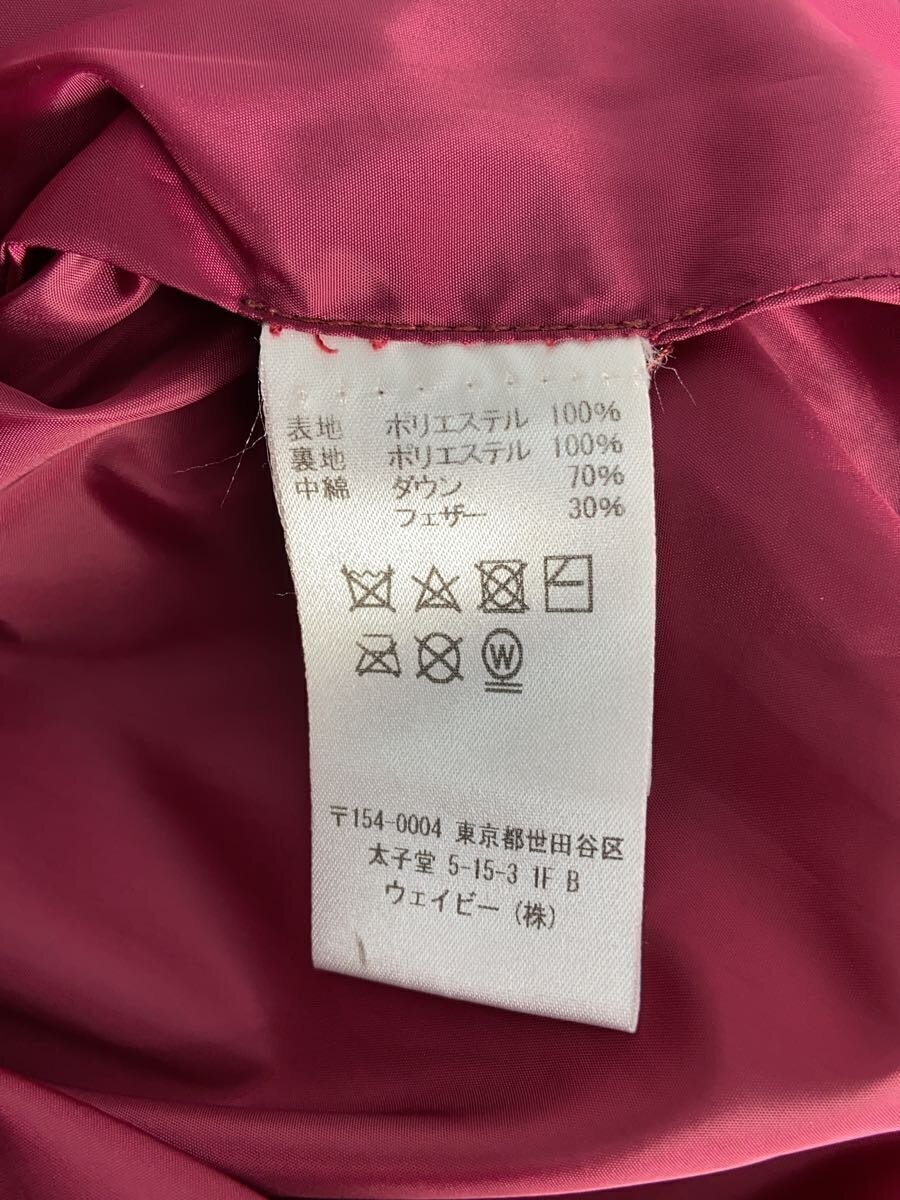 表地 ポリエステル 100%
裏地 ポリエステル 100%
中綿 ダウン 70%
フェザー 30%
W
〒154-0004 東京都世田谷区
太子堂 5-15-3 1F B
ウェイビー (株)